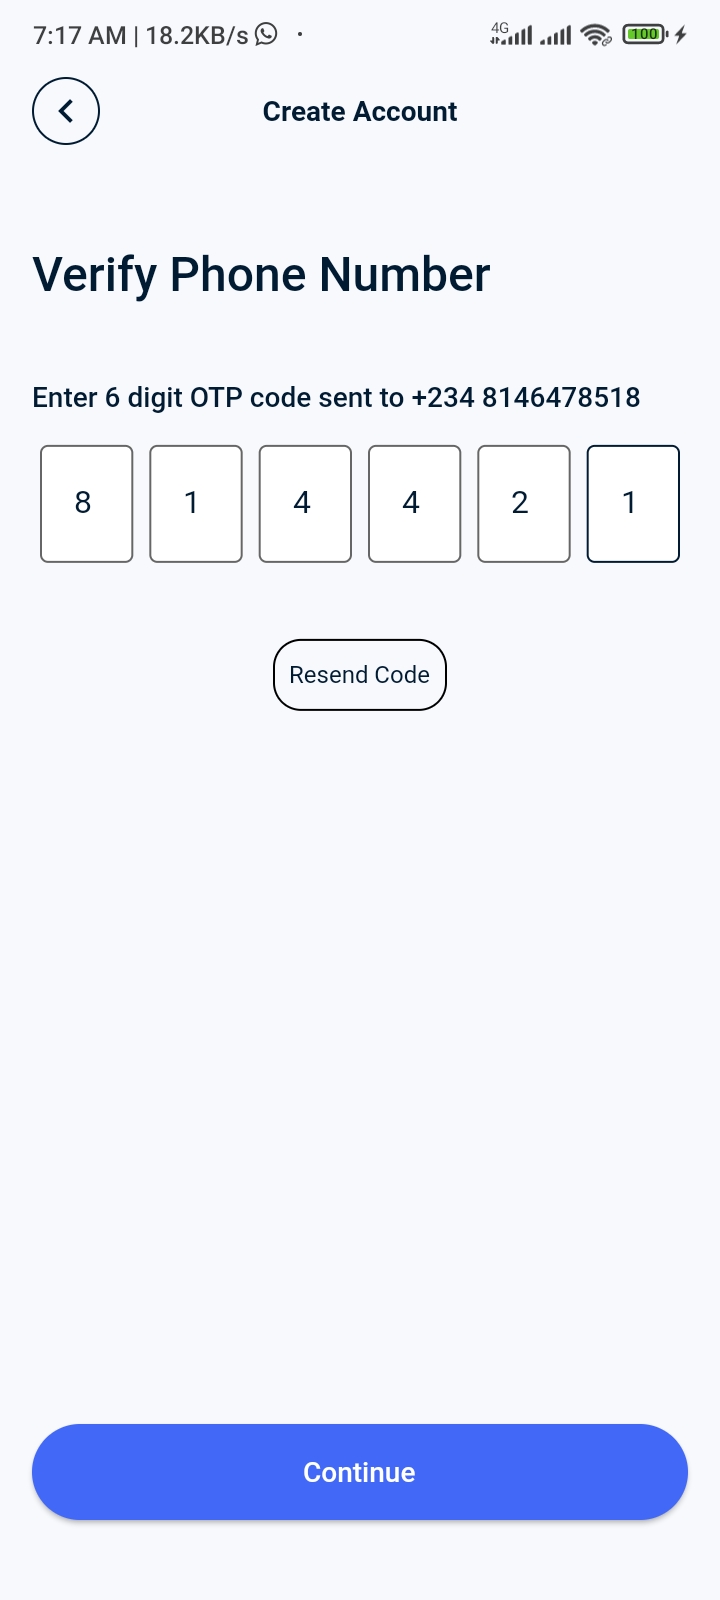 7:17 AM | 18.2KB/s 4G 100
Create Account
Verify Phone Number
Enter 6 digit OTP code sent to +234 8146478518
8 1 4 4 2 1
Resend Code
Continue